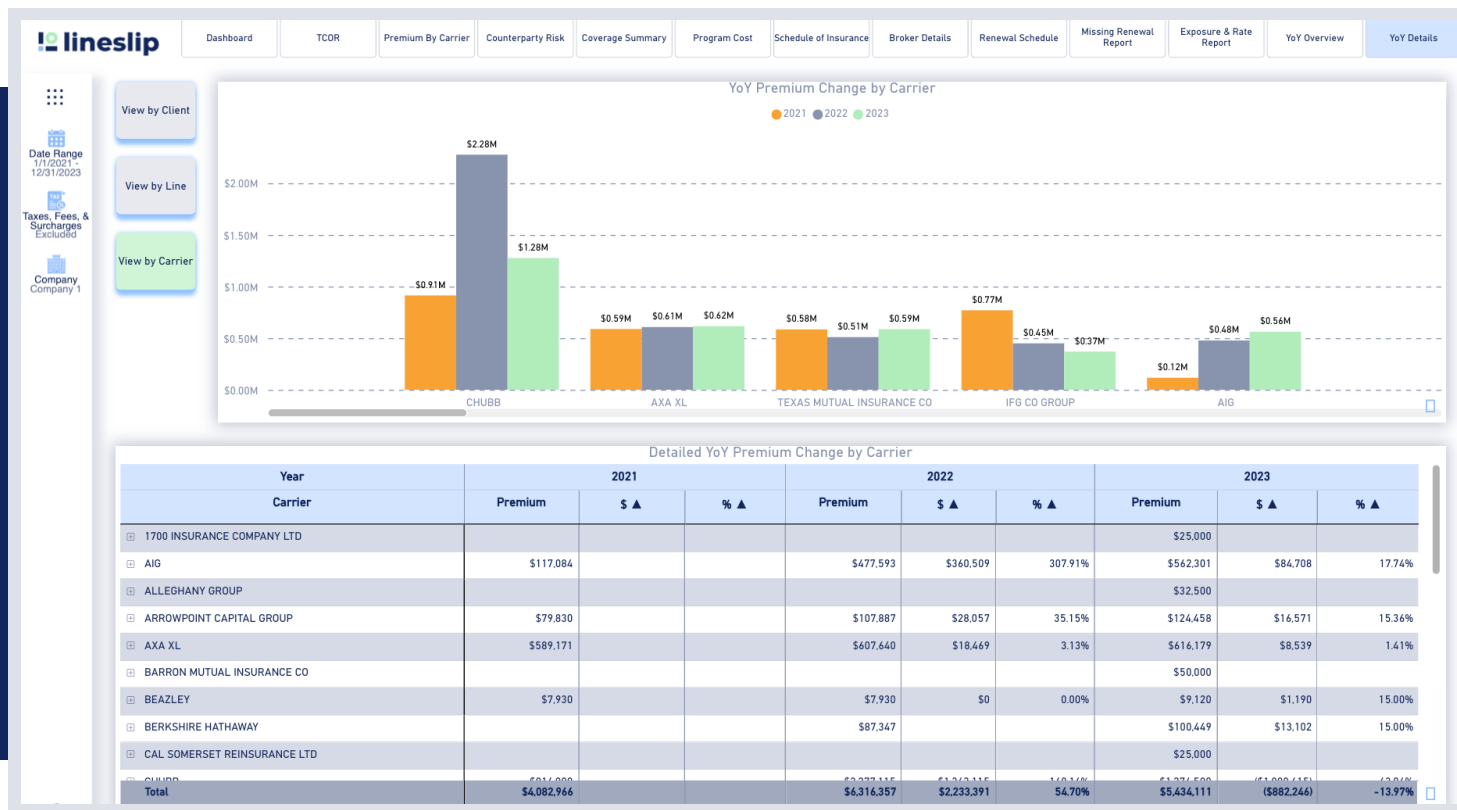 lineslip
Dashboard
TCOR
Premium By Carrier
Counterparty Risk
Coverage Summary
Program Cost
Schedule of Insurance
Broker Details
Renewal Schedule
Missing Renewal
Report
Exposure & Rate
Report
YoY Overview
YoY Details
Date Range
1/1/2021 -
12/31/2023
Taxes, Fees, &
Surcharges
Excluded
Company
Company 1
View by Client
View by Line
View by Carrier
YoY Premium Change by Carrier
2021 2022 2023
$2.00M
$1.50M
$1.00M
$0.50M
$0.00M
$0.91M $2.28M $1.28M
$0.59M $0.61M $0.62M
$0.58M $0.51M $0.59M
$0.77M $0.45M $0.37M
$0.12M $0.48M $0.56M
CHUBB AXA XL TEXAS MUTUAL INSURANCE CO IFG CO GROUP AIG
Detailed YoY Premium Change by Carrier
Year 2021 2022 2023
Carrier Premium $ ▲ % ▲ Premium $ ▲ % ▲ Premium $ ▲ % ▲
1700 INSURANCE COMPANY LTD $25,000
AIG $117,084 $477,593 $360,509 307.91% $562,301 $84,708 17.74%
ALLEGHANY GROUP $32,500
ARROWPOINT CAPITAL GROUP $79,830 $107,887 $28,057 35.15% $124,458 $16,571 15.36%
AXA XL $589,171 $607,640 $18,469 3.13% $616,179 $8,539 1.41%
BARRON MUTUAL INSURANCE CO $50,000
BEAZLEY $7,930 $7,930 $0 0.00% $9,120 $1,190 15.00%
BERKSHIRE HATHAWAY $87,347 $100,449 $13,102 15.00%
CAL SOMERSET REINSURANCE LTD $25,000
CHUBB
Total $4,082,966 $6,316,357 $2,233,391 54.70% $5,434,111 ($882,246) -13.97%